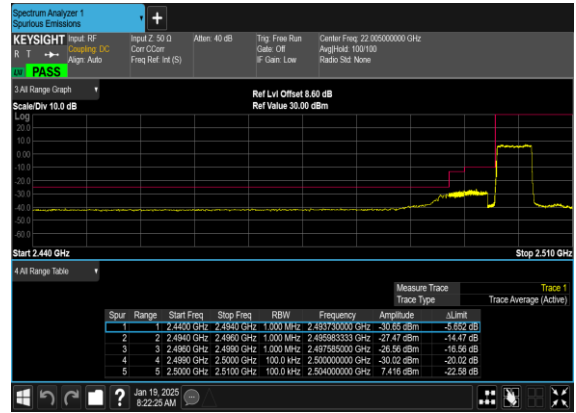 Spectrum Analyzer 1
Spurious Emissions
KEYSIGHT Input: RF Input Z: 50 Ω Atten: 40 dB Trig: Free Run Center Freq: 22.005000000 GHz
R T Coupling: DC Corr CCorr Gate: Off Avg|Hold: 100/100
Align: Auto Freq Ref: Int (S) IF Gain: Low Radio Std: None
PASS
3 All Range Graph
Ref Lvl Offset 8.60 dB
Scale/Div 10.0 dB Ref Value 30.00 dBm
Log
20.0
10.0
0.00
-10.0
-20.0
-30.0
-40.0
-50.0
-60.0
Start 2.440 GHz Stop 2.510 GHz
4 All Range Table
Measure Trace Trace 1
Trace Type Trace Average (Active)
Spur Range Start Freq Stop Freq RBW Frequency Amplitude ΔLimit
1 1 2.4400 GHz 2.4940 GHz 1.000 MHz 2.493730000 GHz -30.65 dBm -5.652 dB
2 2 2.4940 GHz 2.4960 GHz 1.000 MHz 2.495983333 GHz -27.47 dBm -14.47 dB
3 3 2.4960 GHz 2.4990 GHz 1.000 MHz 2.497585000 GHz -26.56 dBm -16.56 dB
4 4 2.4990 GHz 2.5000 GHz 100.0 kHz 2.500000000 GHz -30.02 dBm -20.02 dB
5 5 2.5000 GHz 2.5100 GHz 100.0 kHz 2.504000000 GHz 7.416 dBm -22.58 dB
Jan 19, 2025
8:22:25 AM